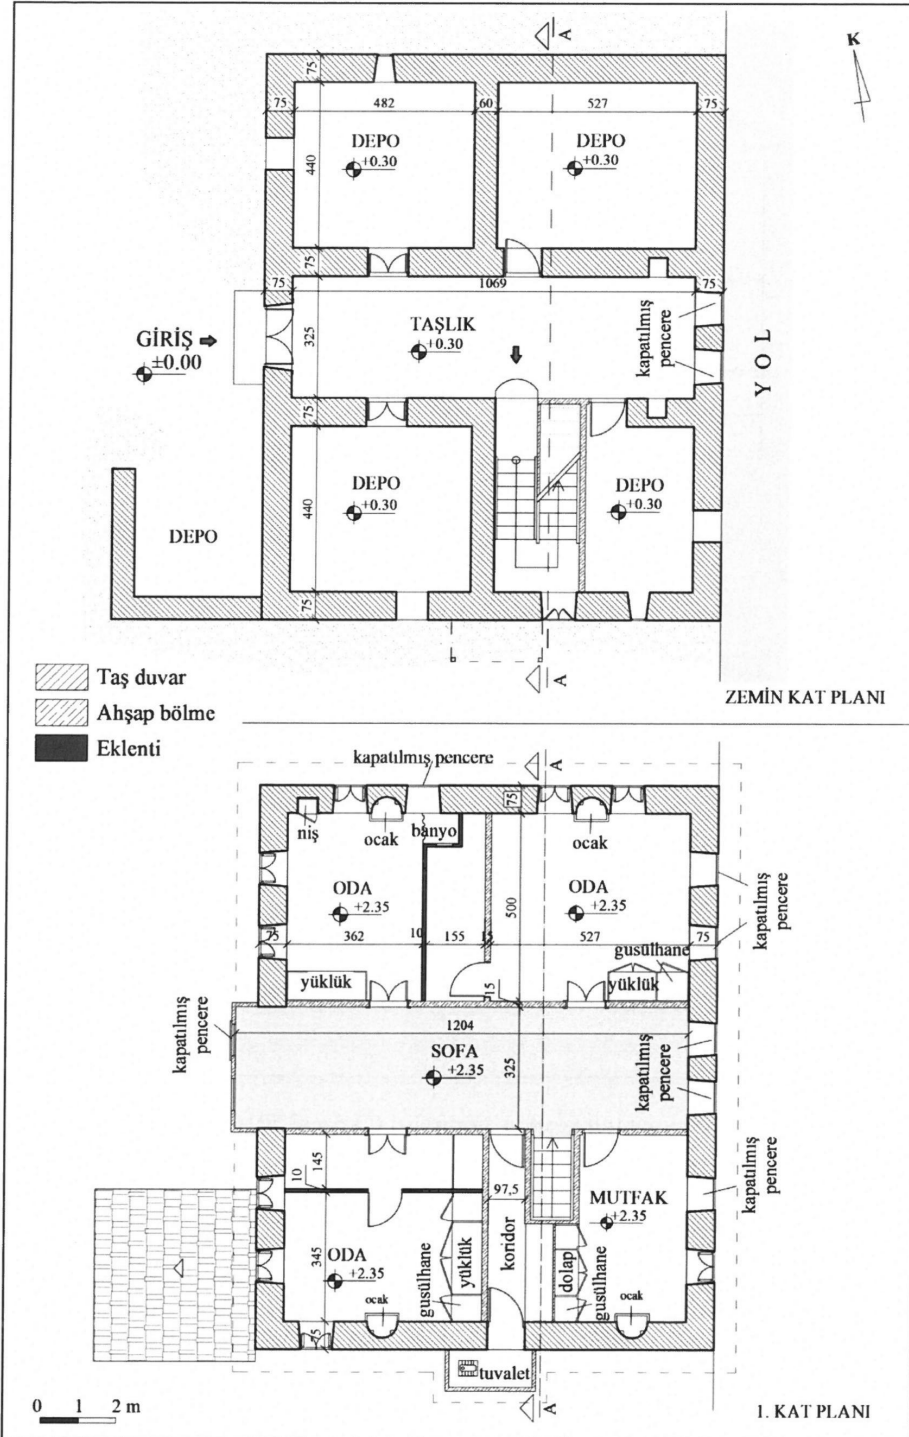 A
K
75
75
482
60
527
75
DEPO
+0.30
DEPO
+0.30
440
75
75
1069
75
GİRİŞ
±0.00
325
TAŞLIK
+0.30
kapatılmış
pencere
YOL
75
DEPO
+0.30
DEPO
+0.30
440
DEPO
75
A
Taş duvar
Ahşap bölme
Eklenti
ZEMİN KAT PLANI
kapatılmış pencere
A
75
niş
ocak
banyo
ocak
ODA
+2.35
ODA
+2.35
500
kapatılmış
pencere
75
362
10
155
15
527
75
gusülhane
yüklük
yüklük
15
kapatılmış
pencere
1204
SOFA
+2.35
325
kapatılmış
pencere
145
10
97,5
MUTFAK
+2.35
kapatılmış
pencere
345
ODA
+2.35
gusülhane
yüklük
koridor
dolap
gusülhane
ocak
ocak
75
tuvalet
A
0 1 2 m
1. KAT PLANI